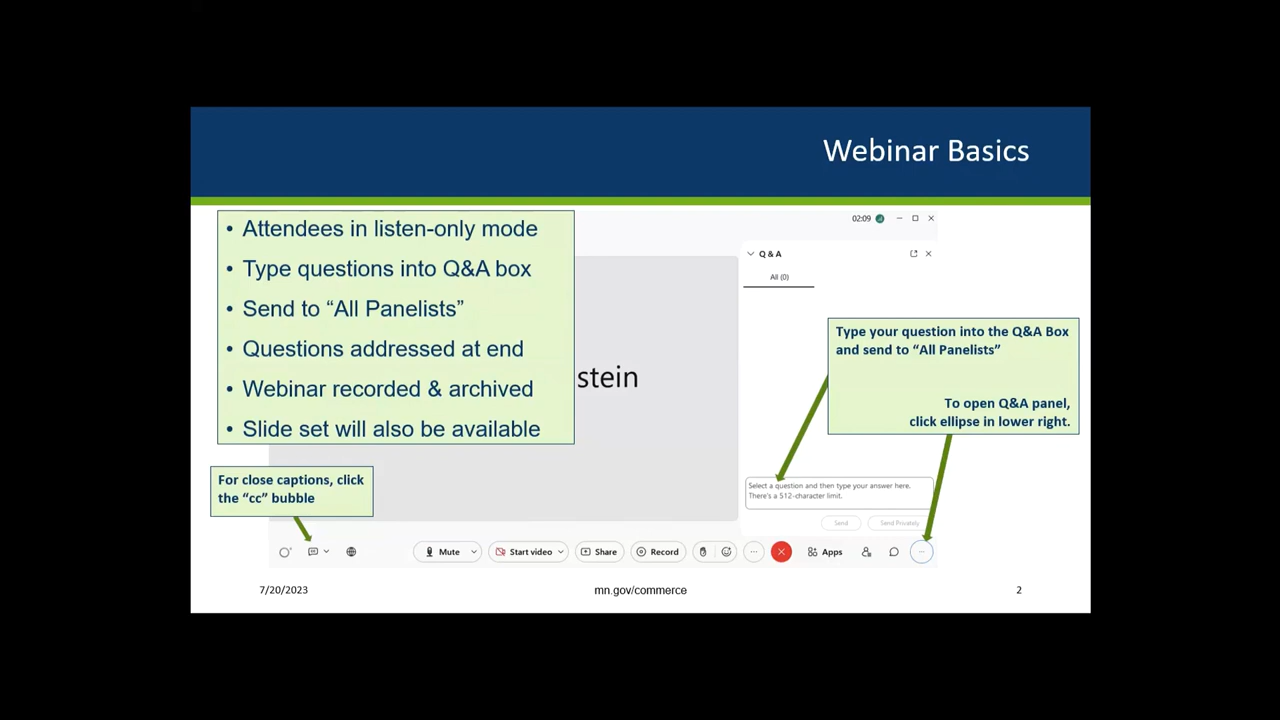 Webinar Basics
• Attendees in listen-only mode
• Type questions into Q&A box
• Send to “All Panelists”
• Questions addressed at end
• Webinar recorded & archived
• Slide set will also be available
stein
For close captions, click
the “cc” bubble
02:09
Q & A
All (0)
Type your question into the Q&A Box
and send to “All Panelists”
To open Q&A panel,
click ellipse in lower right.
Select a question and then type your answer here.
There's a 512-character limit.
Send
Send Privately
Mute
Start video
Share
Record
Apps
7/20/2023
mn.gov/commerce
2